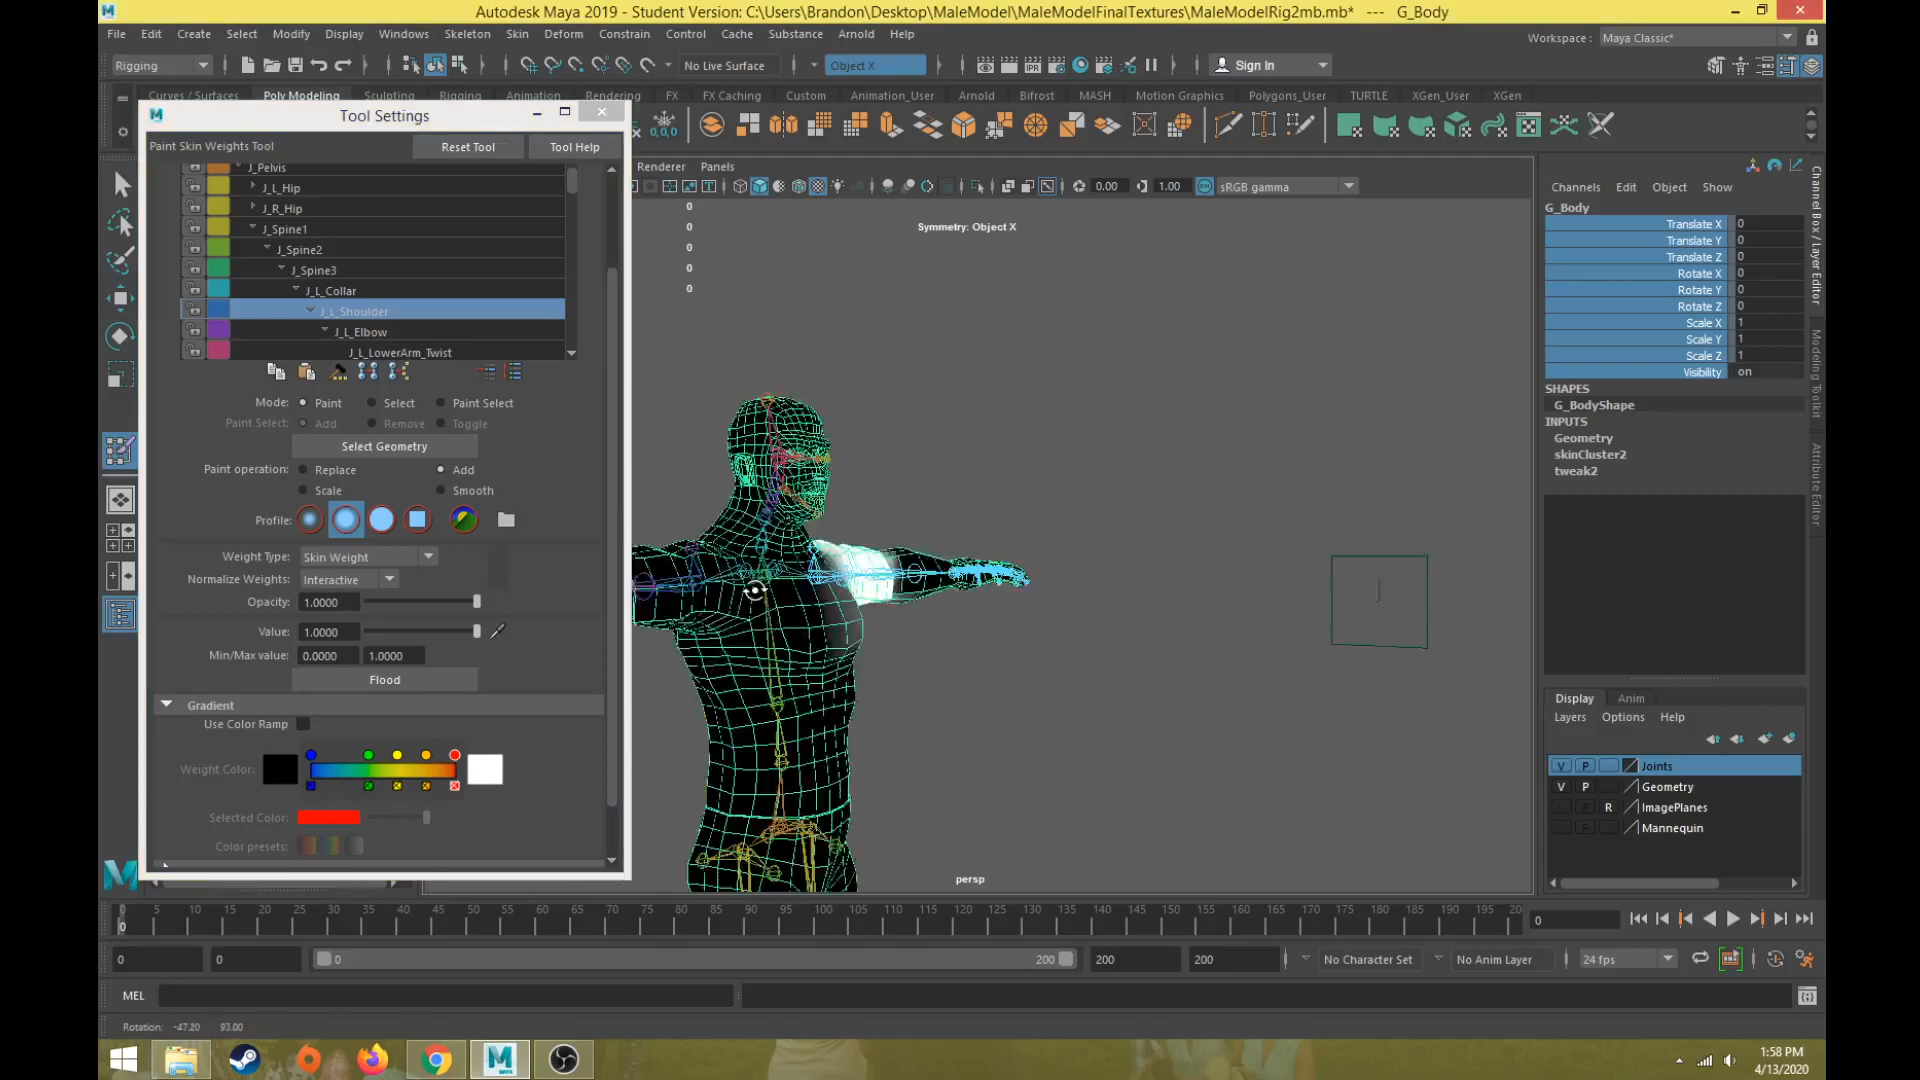 Autodesk Maya 2019 - Student Version: C:\Users\Brandon\Desktop\MaleModel\MaleModelFinalTextures\MaleModelRig2mb.mb* --- G_Body
File Edit Create Select Modify Display Windows Skeleton Skin Deform Constrain Control Cache Substance Arnold Help
Workspace : Maya Classic*
Rigging No Live Surface Object X Sign In
Curves / Surfaces Poly Modeling Sculpting Rigging Animation Rendering FX FX Caching Custom Animation_User Arnold Bifrost MASH Motion Graphics Polygons_User TURTLE XGen_User XGen
Tool Settings
Paint Skin Weights Tool Reset Tool Tool Help
J_Pelvis
J_L_Hip
J_R_Hip
J_Spine1
J_Spine2
J_Spine3
J_L_Collar
J_L_Shoulder
J_L_Elbow
J_L_LowerArm_Twist
Mode: Paint Select Paint Select
Paint Select: Add Remove Toggle
Select Geometry
Paint operation: Replace Add
Scale Smooth
Profile:
Weight Type: Skin Weight
Normalize Weights: Interactive
Opacity: 1.0000
Value: 1.0000
Min/Max value: 0.0000 1.0000
Flood
Gradient
Use Color Ramp
Weight Color:
Selected Color:
Color presets:
Renderer Panels
0.00 1.00 sRGB gamma
0
0
0
0
0
Symmetry: Object X
persp
Channels Edit Object Show
G_Body
Translate X 0
Translate Y 0
Translate Z 0
Rotate X 0
Rotate Y 0
Rotate Z 0
Scale X 1
Scale Y 1
Scale Z 1
Visibility on
SHAPES
G_BodyShape
INPUTS
Geometry
skinCluster2
tweak2
Channel Box / Layer Editor
Modeling Toolkit
Attribute Editor
Display Anim
Layers Options Help
V P Joints
V P Geometry
P R ImagePlanes
P Mannequin
0 5 10 15 20 25 30 35 40 45 50 55 60 65 70 75 80 85 90 95 100 105 110 115 120 125 130 135 140 145 150 155 160 165 170 175 180 185 190 195 20
0 0
0 0 0 200 200 200 No Character Set No Anim Layer 24 fps
MEL
Rotation: -47.20 93.00
1:58 PM
4/13/2020